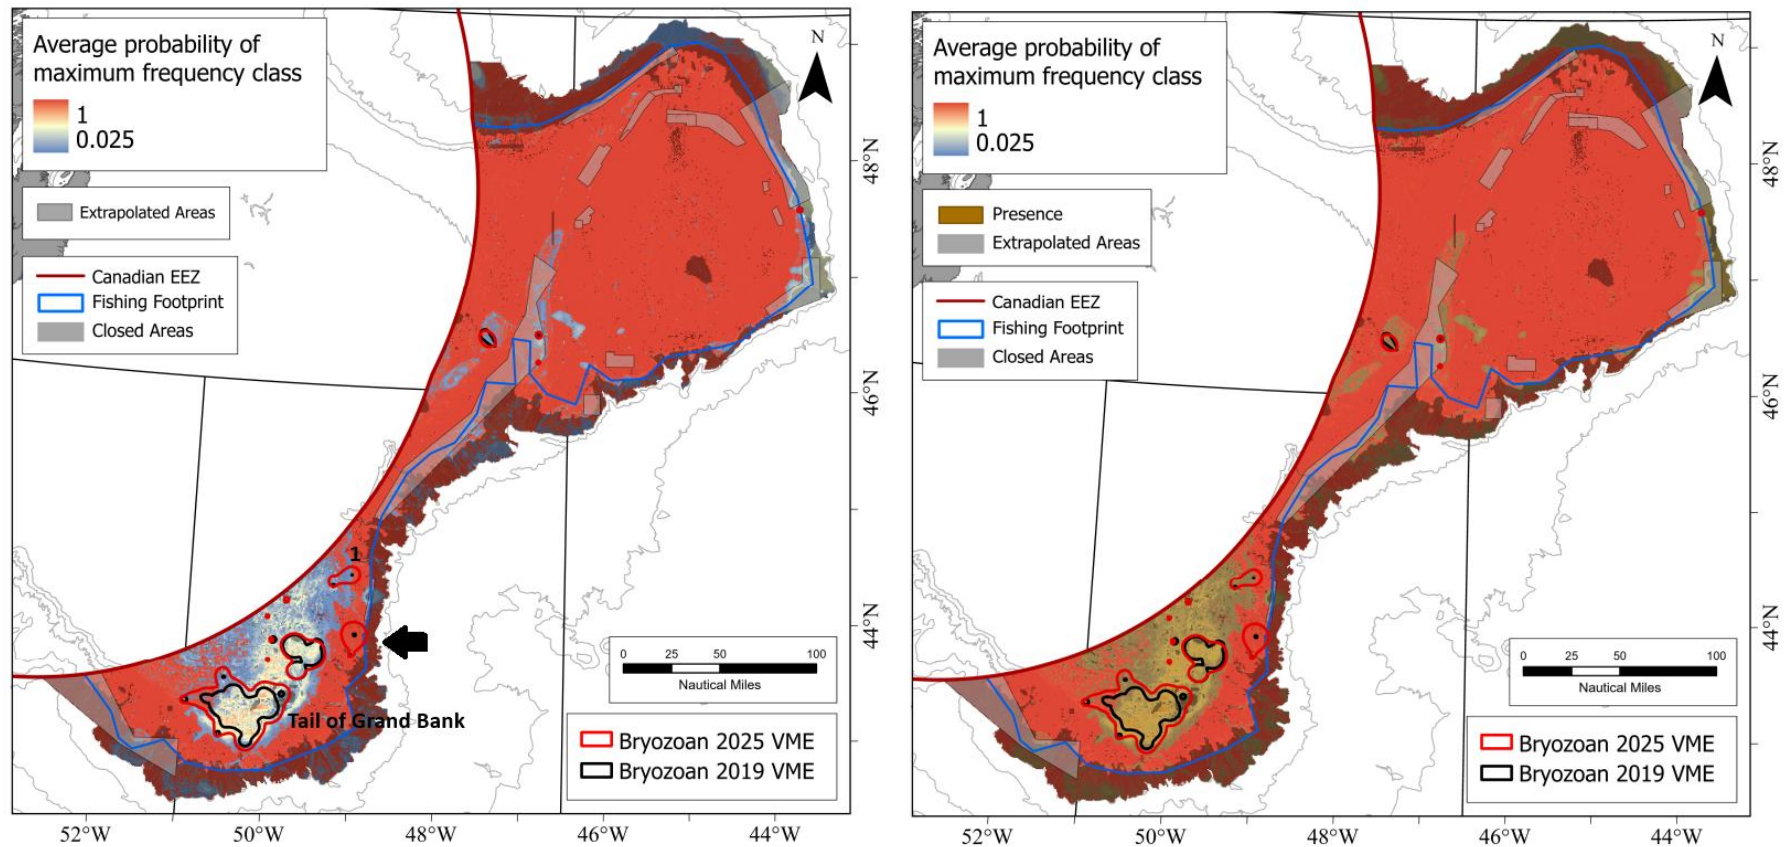 Average probability of
maximum frequency class
1
0.025
Extrapolated Areas
Canadian EEZ
Fishing Footprint
Closed Areas
N
48°N
46°N
44°N
1
Tail of Grand Bank
0 25 50 100
Nautical Miles
Bryozoan 2025 VME
Bryozoan 2019 VME
52°W 50°W 48°W 46°W 44°W
Average probability of
maximum frequency class
1
0.025
Presence
Extrapolated Areas
Canadian EEZ
Fishing Footprint
Closed Areas
N
48°N
46°N
44°N
0 25 50 100
Nautical Miles
Bryozoan 2025 VME
Bryozoan 2019 VME
52°W 50°W 48°W 46°W 44°W